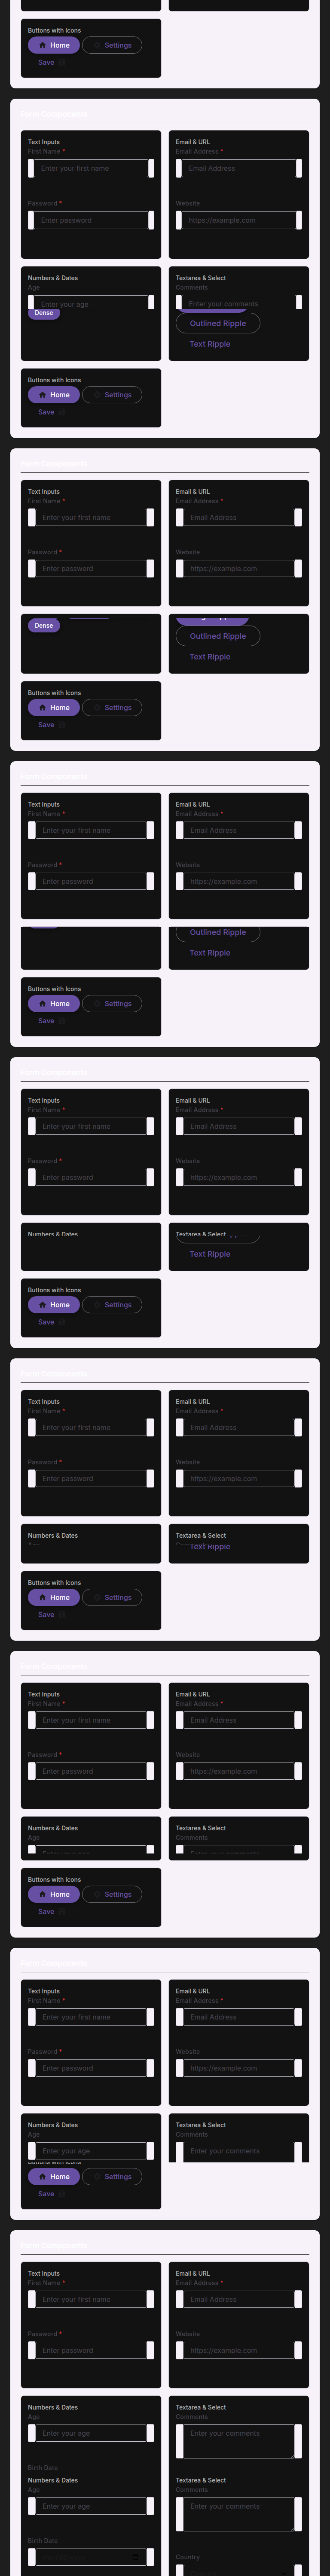 Buttons with Icons
Home Settings
Save
Form Components
Text Inputs Email & URL
First Name * Email Address *
Enter your first name Email Address
Password * Website
Enter password https://example.com
Numbers & Dates Textarea & Select
Age Comments
Enter your age Enter your comments
Dense
Outlined Ripple
Text Ripple
Buttons with Icons
Home Settings
Save
Form Components
Text Inputs Email & URL
First Name * Email Address *
Enter your first name Email Address
Password * Website
Enter password https://example.com
Large Ripple
Dense
Outlined Ripple
Text Ripple
Buttons with Icons
Home Settings
Save
Form Components
Text Inputs Email & URL
First Name * Email Address *
Enter your first name Email Address
Password * Website
Enter password https://example.com
Outlined Ripple
Text Ripple
Buttons with Icons
Home Settings
Save
Form Components
Text Inputs Email & URL
First Name * Email Address *
Enter your first name Email Address
Password * Website
Enter password https://example.com
Numbers & Dates Textarea & Select
Text Ripple
Buttons with Icons
Home Settings
Save
Form Components
Text Inputs Email & URL
First Name * Email Address *
Enter your first name Email Address
Password * Website
Enter password https://example.com
Numbers & Dates Textarea & Select
Text Ripple
Buttons with Icons
Home Settings
Save
Form Components
Text Inputs Email & URL
First Name * Email Address *
Enter your first name Email Address
Password * Website
Enter password https://example.com
Numbers & Dates Textarea & Select
Age Comments
Buttons with Icons
Home Settings
Save
Form Components
Text Inputs Email & URL
First Name * Email Address *
Enter your first name Email Address
Password * Website
Enter password https://example.com
Numbers & Dates Textarea & Select
Age Comments
Enter your age Enter your comments
Buttons with Icons
Home Settings
Save
Form Components
Text Inputs Email & URL
First Name * Email Address *
Enter your first name Email Address
Password * Website
Enter password https://example.com
Numbers & Dates Textarea & Select
Age Comments
Enter your age Enter your comments
Birth Date
Numbers & Dates Textarea & Select
Age Comments
Enter your age Enter your comments
Birth Date Country